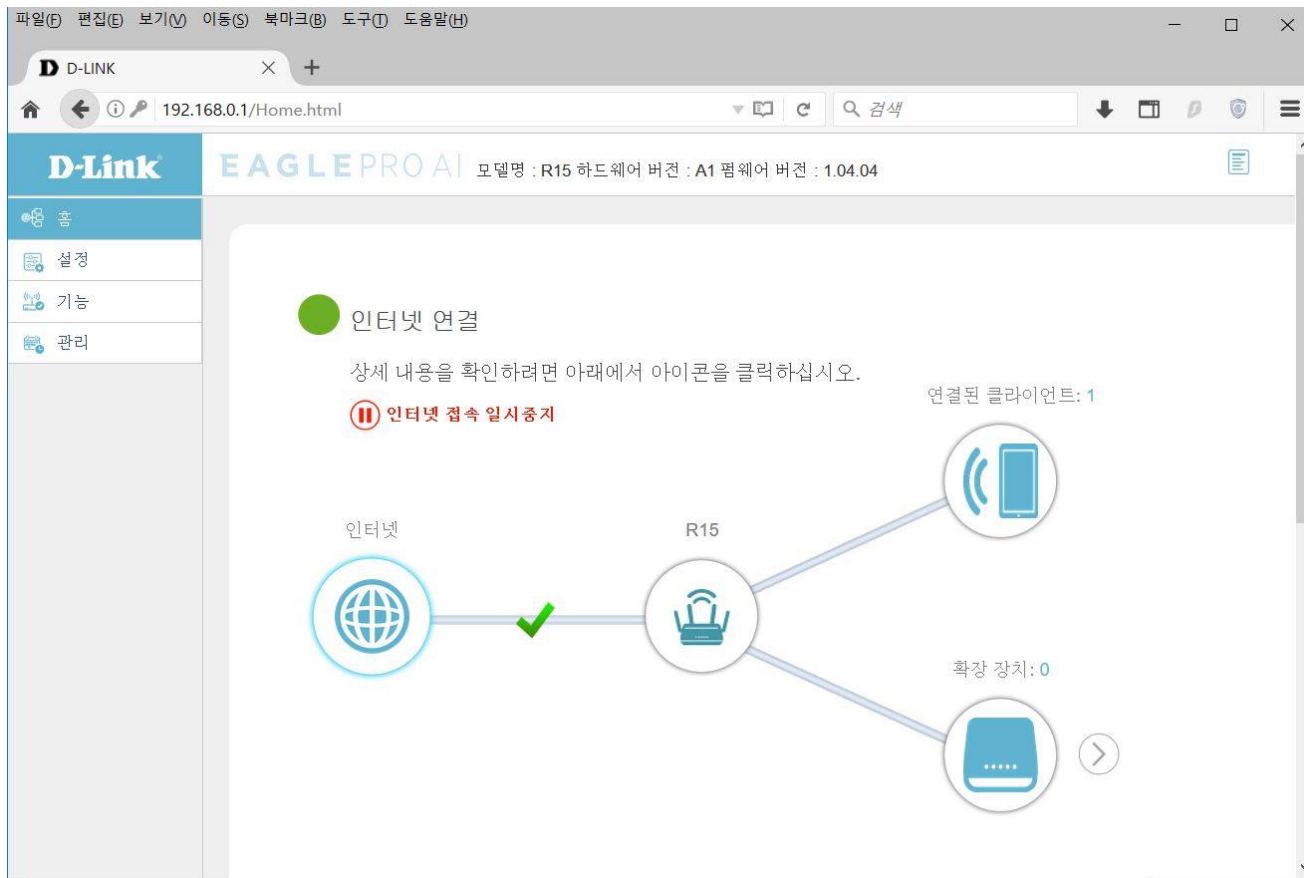 파일(F) 편집(E) 보기(V) 이동(S) 북마크(B) 도구(T) 도움말(H)
D D-LINK
192.168.0.1/Home.html 검색
D-Link EAGLE PRO AI 모델명 : R15 하드웨어 버전 : A1 펌웨어 버전 : 1.04.04
홈
설정
기능
관리
인터넷 연결
상세 내용을 확인하려면 아래에서 아이콘을 클릭하십시오.
인터넷 접속 일시중지
연결된 클라이언트: 1
인터넷
R15
확장 장치: 0